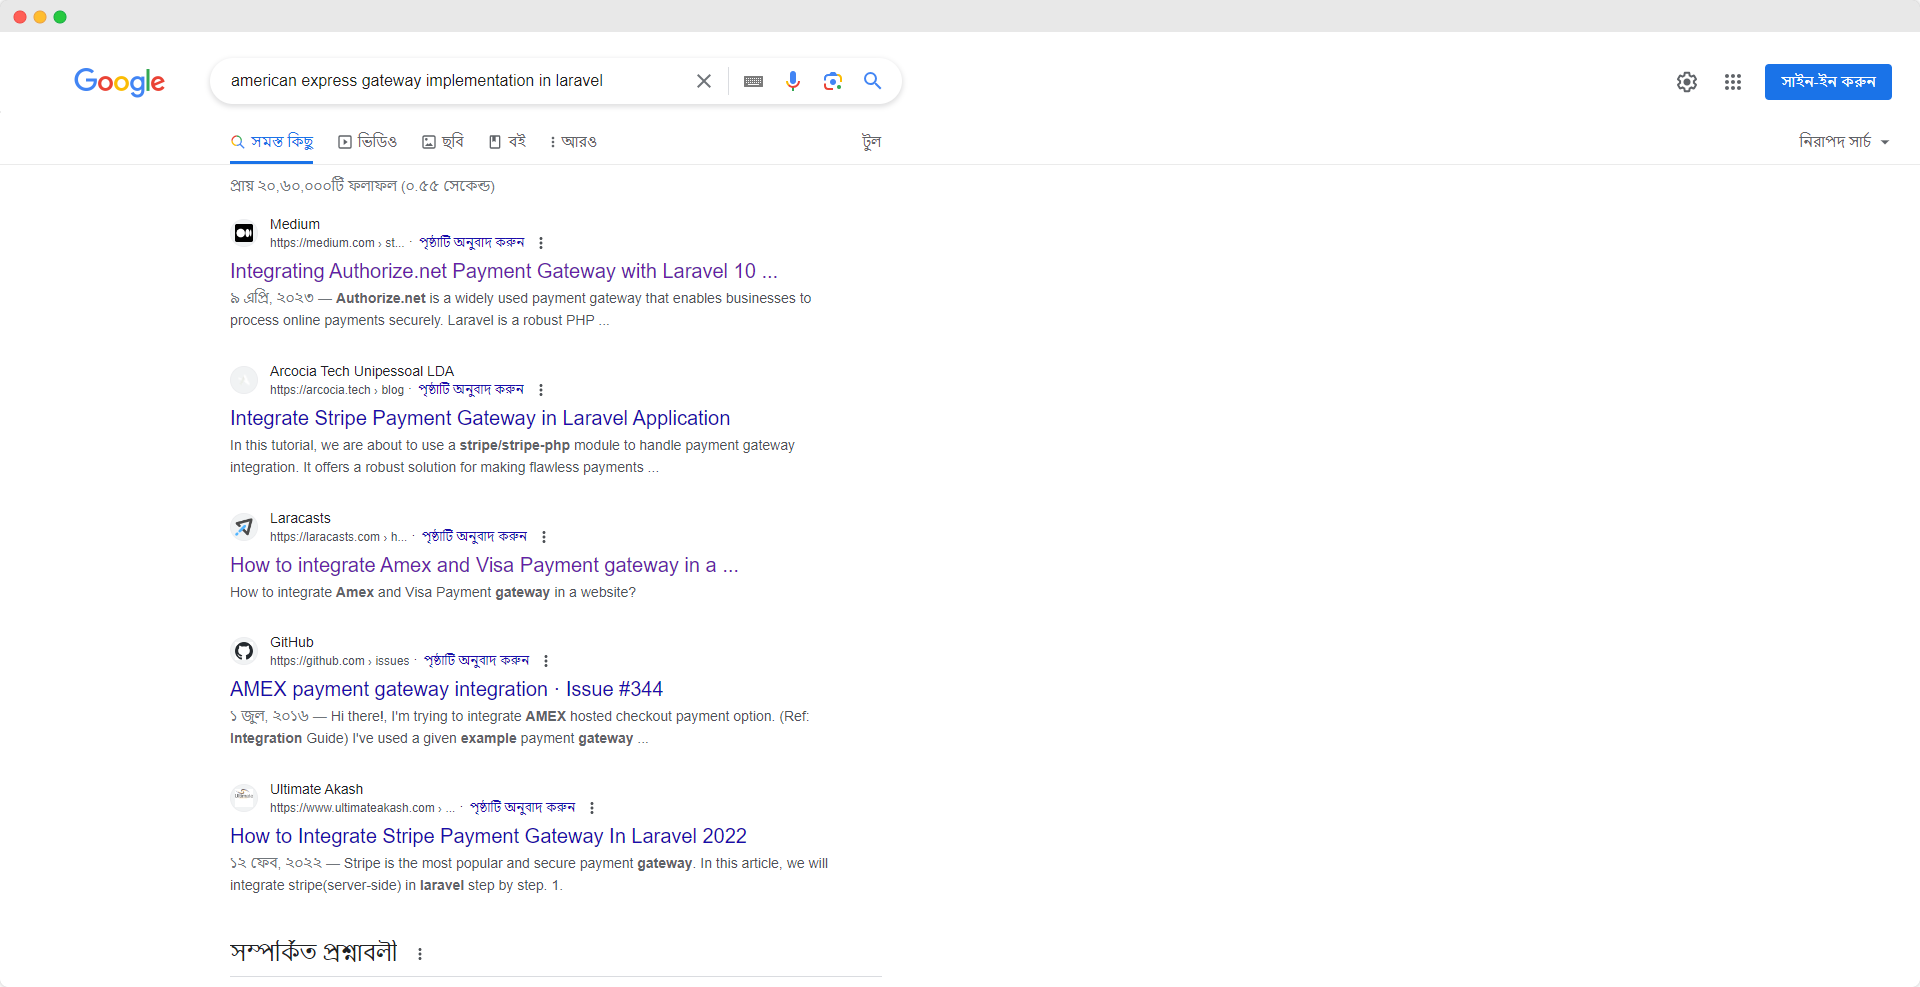 Google
american express gateway implementation in laravel
সাইন-ইন করুন
সমস্ত কিছু
ভিডিও
ছবি
বই
আরও
টুল
নিরাপদ সার্চ
প্রায় ২০,৬০,০০০টি ফলাফল (০.৫৫ সেকেন্ড)
Medium
https://medium.com › st... · পৃষ্ঠাটি অনুবাদ করুন
Integrating Authorize.net Payment Gateway with Laravel 10 ...
৯ এপ্রি, ২০২৩ — Authorize.net is a widely used payment gateway that enables businesses to
process online payments securely. Laravel is a robust PHP ...
Arcocia Tech Unipessoal LDA
https://arcocia.tech › blog · পৃষ্ঠাটি অনুবাদ করুন
Integrate Stripe Payment Gateway in Laravel Application
In this tutorial, we are about to use a stripe/stripe-php module to handle payment gateway
integration. It offers a robust solution for making flawless payments ...
Laracasts
https://laracasts.com › h... · পৃষ্ঠাটি অনুবাদ করুন
How to integrate Amex and Visa Payment gateway in a ...
How to integrate Amex and Visa Payment gateway in a website?
GitHub
https://github.com › issues · পৃষ্ঠাটি অনুবাদ করুন
AMEX payment gateway integration · Issue #344
১ জুল, ২০১৬ — Hi there!, I'm trying to integrate AMEX hosted checkout payment option. (Ref:
Integration Guide) I've used a given example payment gateway ...
Ultimate Akash
https://www.ultimateakash.com › ... · পৃষ্ঠাটি অনুবাদ করুন
How to Integrate Stripe Payment Gateway In Laravel 2022
১২ ফেব, ২০২২ — Stripe is the most popular and secure payment gateway. In this article, we will
integrate stripe(server-side) in laravel step by step. 1.
সম্পর্কিত প্রশ্নাবলী